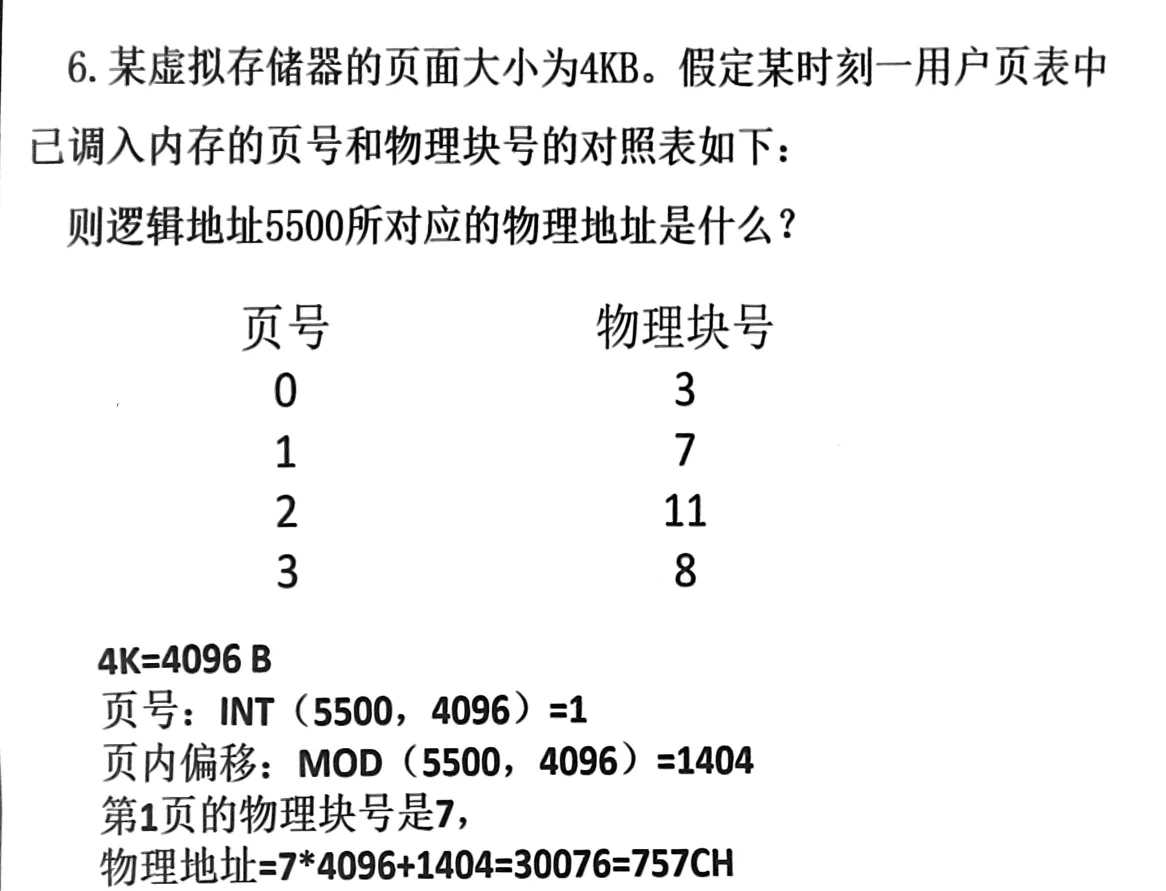 6. 某虚拟存储器的页面大小为4KB。假定某时刻一用户页表中
已调入内存的页号和物理块号的对照表如下：
则逻辑地址5500所对应的物理地址是什么？
页号 物理块号
0 3
1 7
2 11
3 8
4K=4096 B
页号：INT（5500，4096）=1
页内偏移：MOD（5500，4096）=1404
第1页的物理块号是7，
物理地址=7*4096+1404=30076=757CH